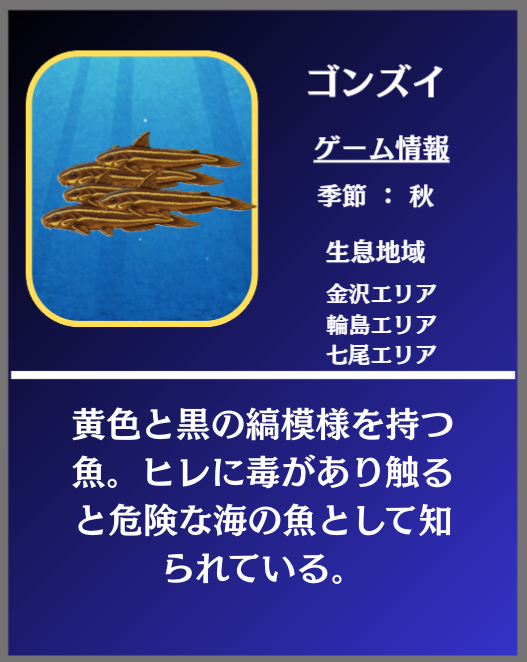 ゴンズイ
ゲーム情報
季節 : 秋
生息地域
金沢エリア
輪島エリア
七尾エリア
黄色と黒の縞模様を持つ
魚。ヒレに毒があり触る
と危険な海の魚として知
られている。